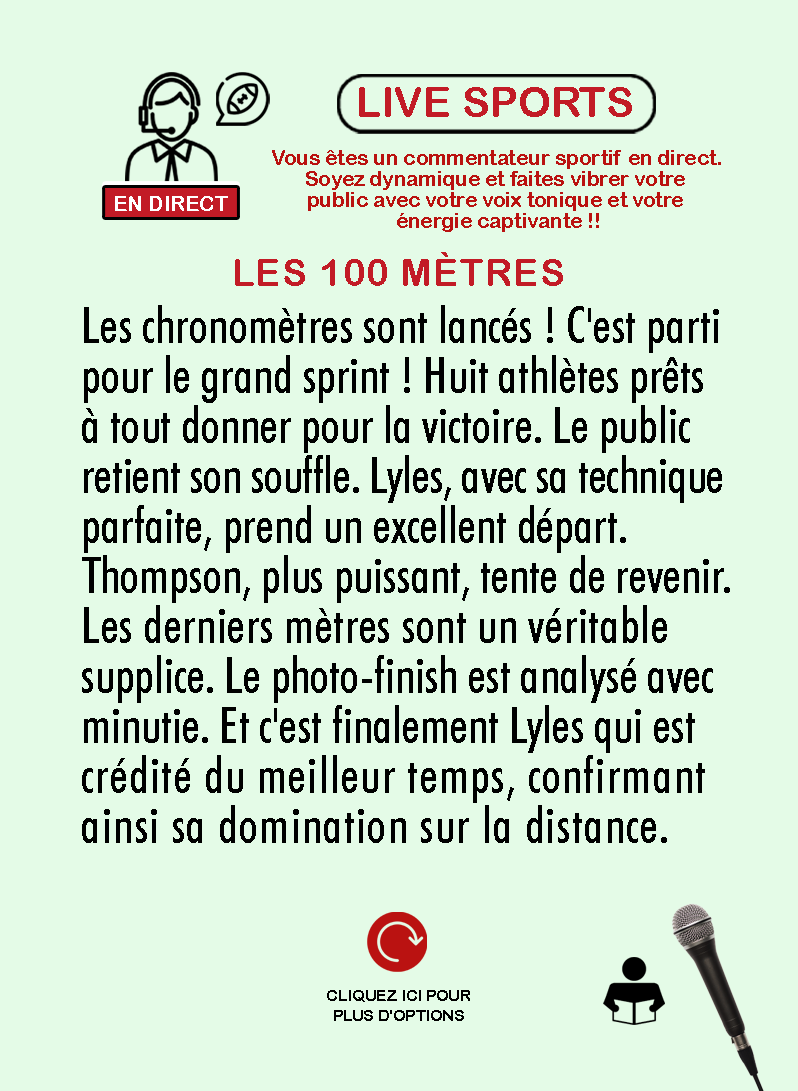 LIVE SPORTS
Vous êtes un commentateur sportif en direct.
Soyez dynamique et faites vibrer votre
public avec votre voix tonique et votre
énergie captivante !!
EN DIRECT
LES 100 MÈTRES
Les chronomètres sont lancés ! C'est parti
pour le grand sprint ! Huit athlètes prêts
à tout donner pour la victoire. Le public
retient son souffle. Lyles, avec sa technique
parfaite, prend un excellent départ.
Thompson, plus puissant, tente de revenir.
Les derniers mètres sont un véritable
supplice. Le photo-finish est analysé avec
minutie. Et c'est finalement Lyles qui est
crédité du meilleur temps, confirmant
ainsi sa domination sur la distance.
CLIQUEZ ICI POUR
PLUS D'OPTIONS